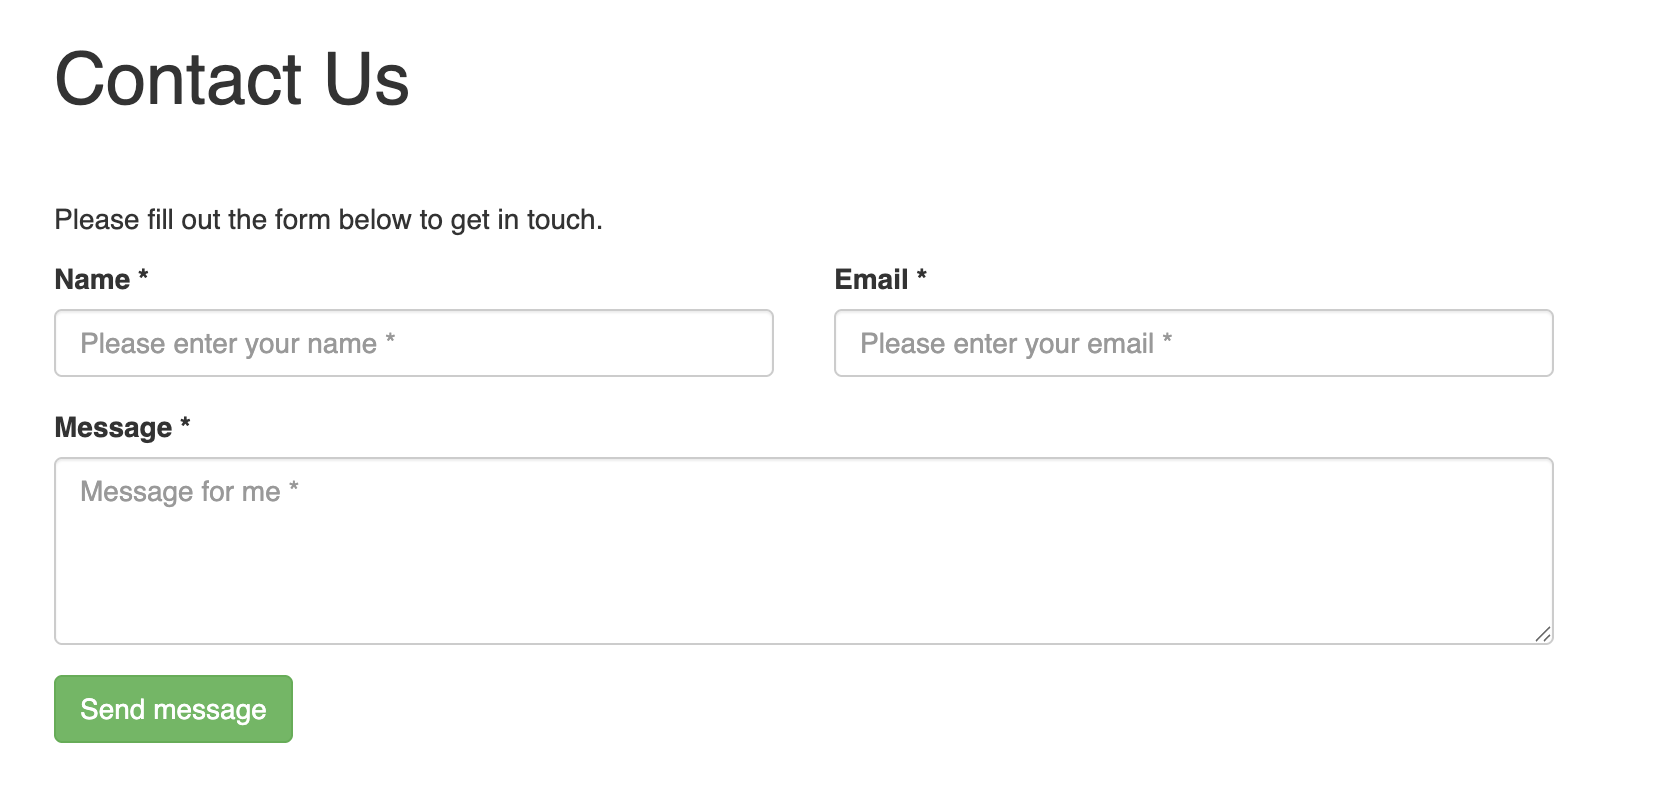 Contact Us
Please fill out the form below to get in touch.
Name *
Email *
Please enter your name *
Please enter your email *
Message *
Message for me *
Send message